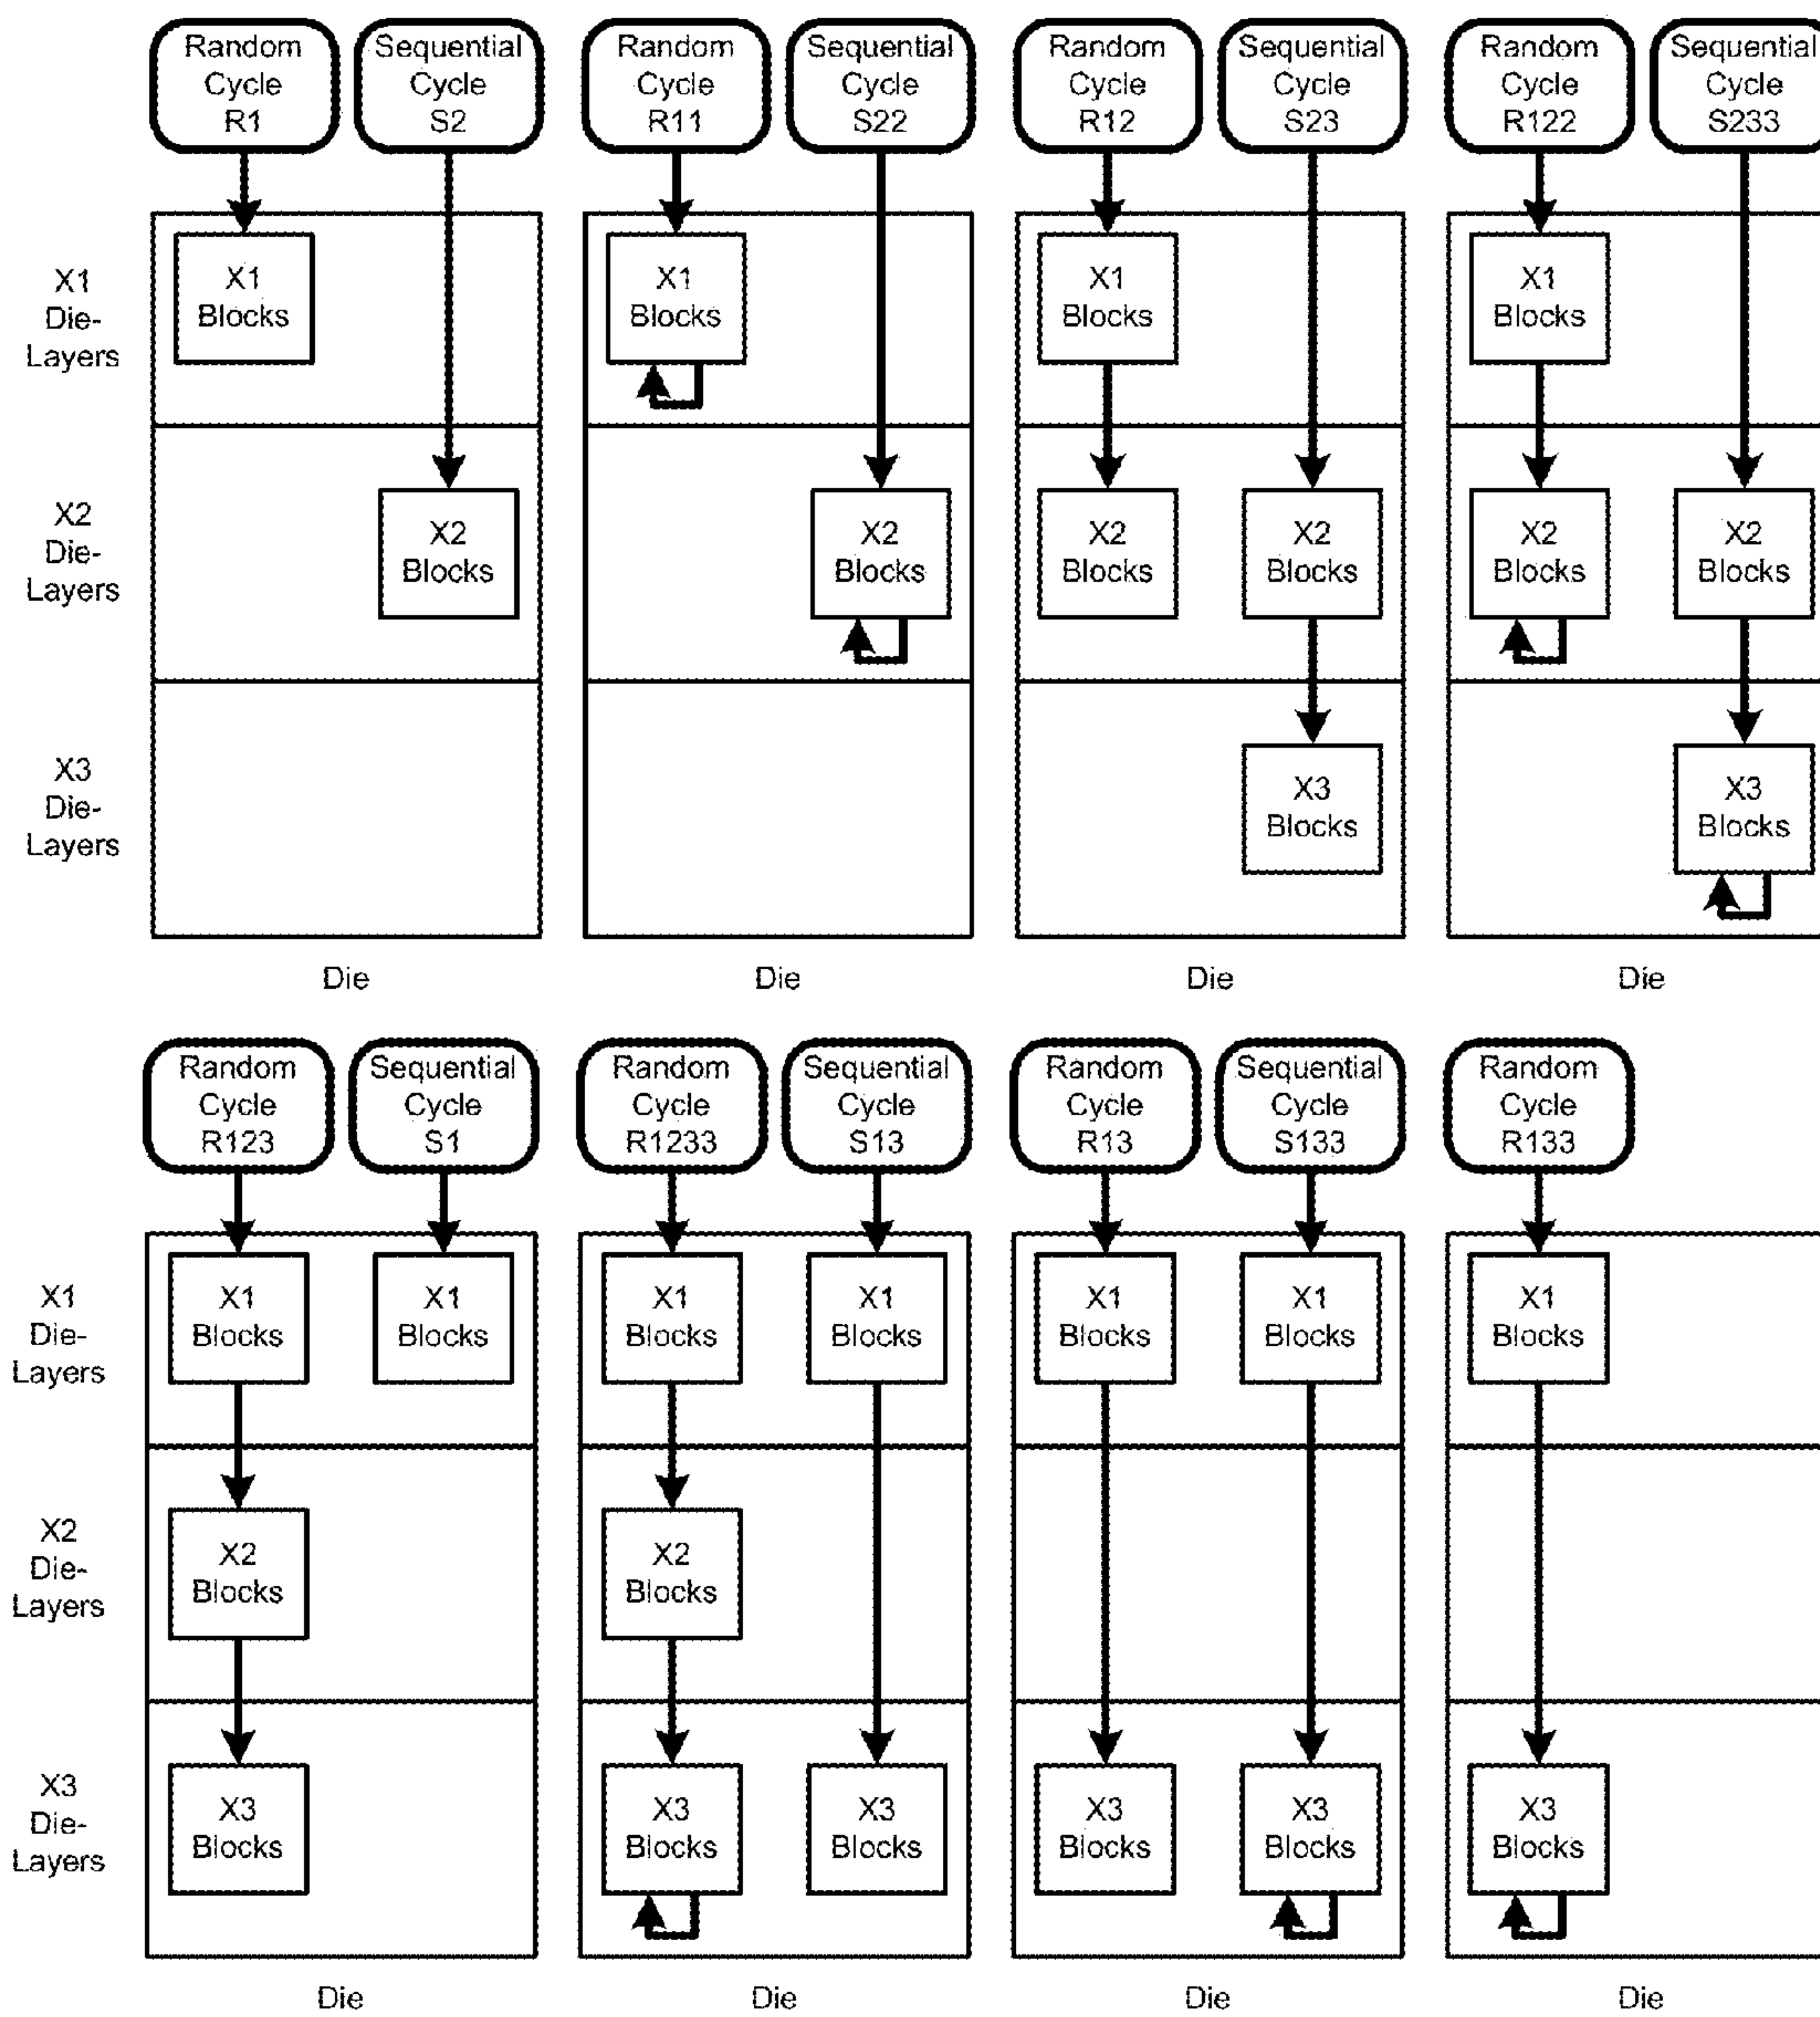 Random
Cycle
R1
Sequential
Cycle
S2
Random
Cycle
R11
Sequential
Cycle
S22
Random
Cycle
R12
Sequential
Cycle
S23
Random
Cycle
R122
Sequential
Cycle
S233
X1
Die-
Layers
X1
Blocks
X1
Blocks
X1
Blocks
X1
Blocks
X2
Die-
Layers
X2
Blocks
X2
Blocks
X2
Blocks
X2
Blocks
X2
Blocks
X2
Blocks
X3
Die-
Layers
X3
Blocks
X3
Blocks
Die
Die
Die
Die
Random
Cycle
R123
Sequential
Cycle
S1
Random
Cycle
R1233
Sequential
Cycle
S13
Random
Cycle
R13
Sequential
Cycle
S133
Random
Cycle
R133
X1
Die-
Layers
X1
Blocks
X1
Blocks
X1
Blocks
X1
Blocks
X1
Blocks
X1
Blocks
X1
Blocks
X2
Die-
Layers
X2
Blocks
X2
Blocks
X3
Die-
Layers
X3
Blocks
X3
Blocks
X3
Blocks
X3
Blocks
X3
Blocks
X3
Blocks
Die
Die
Die
Die